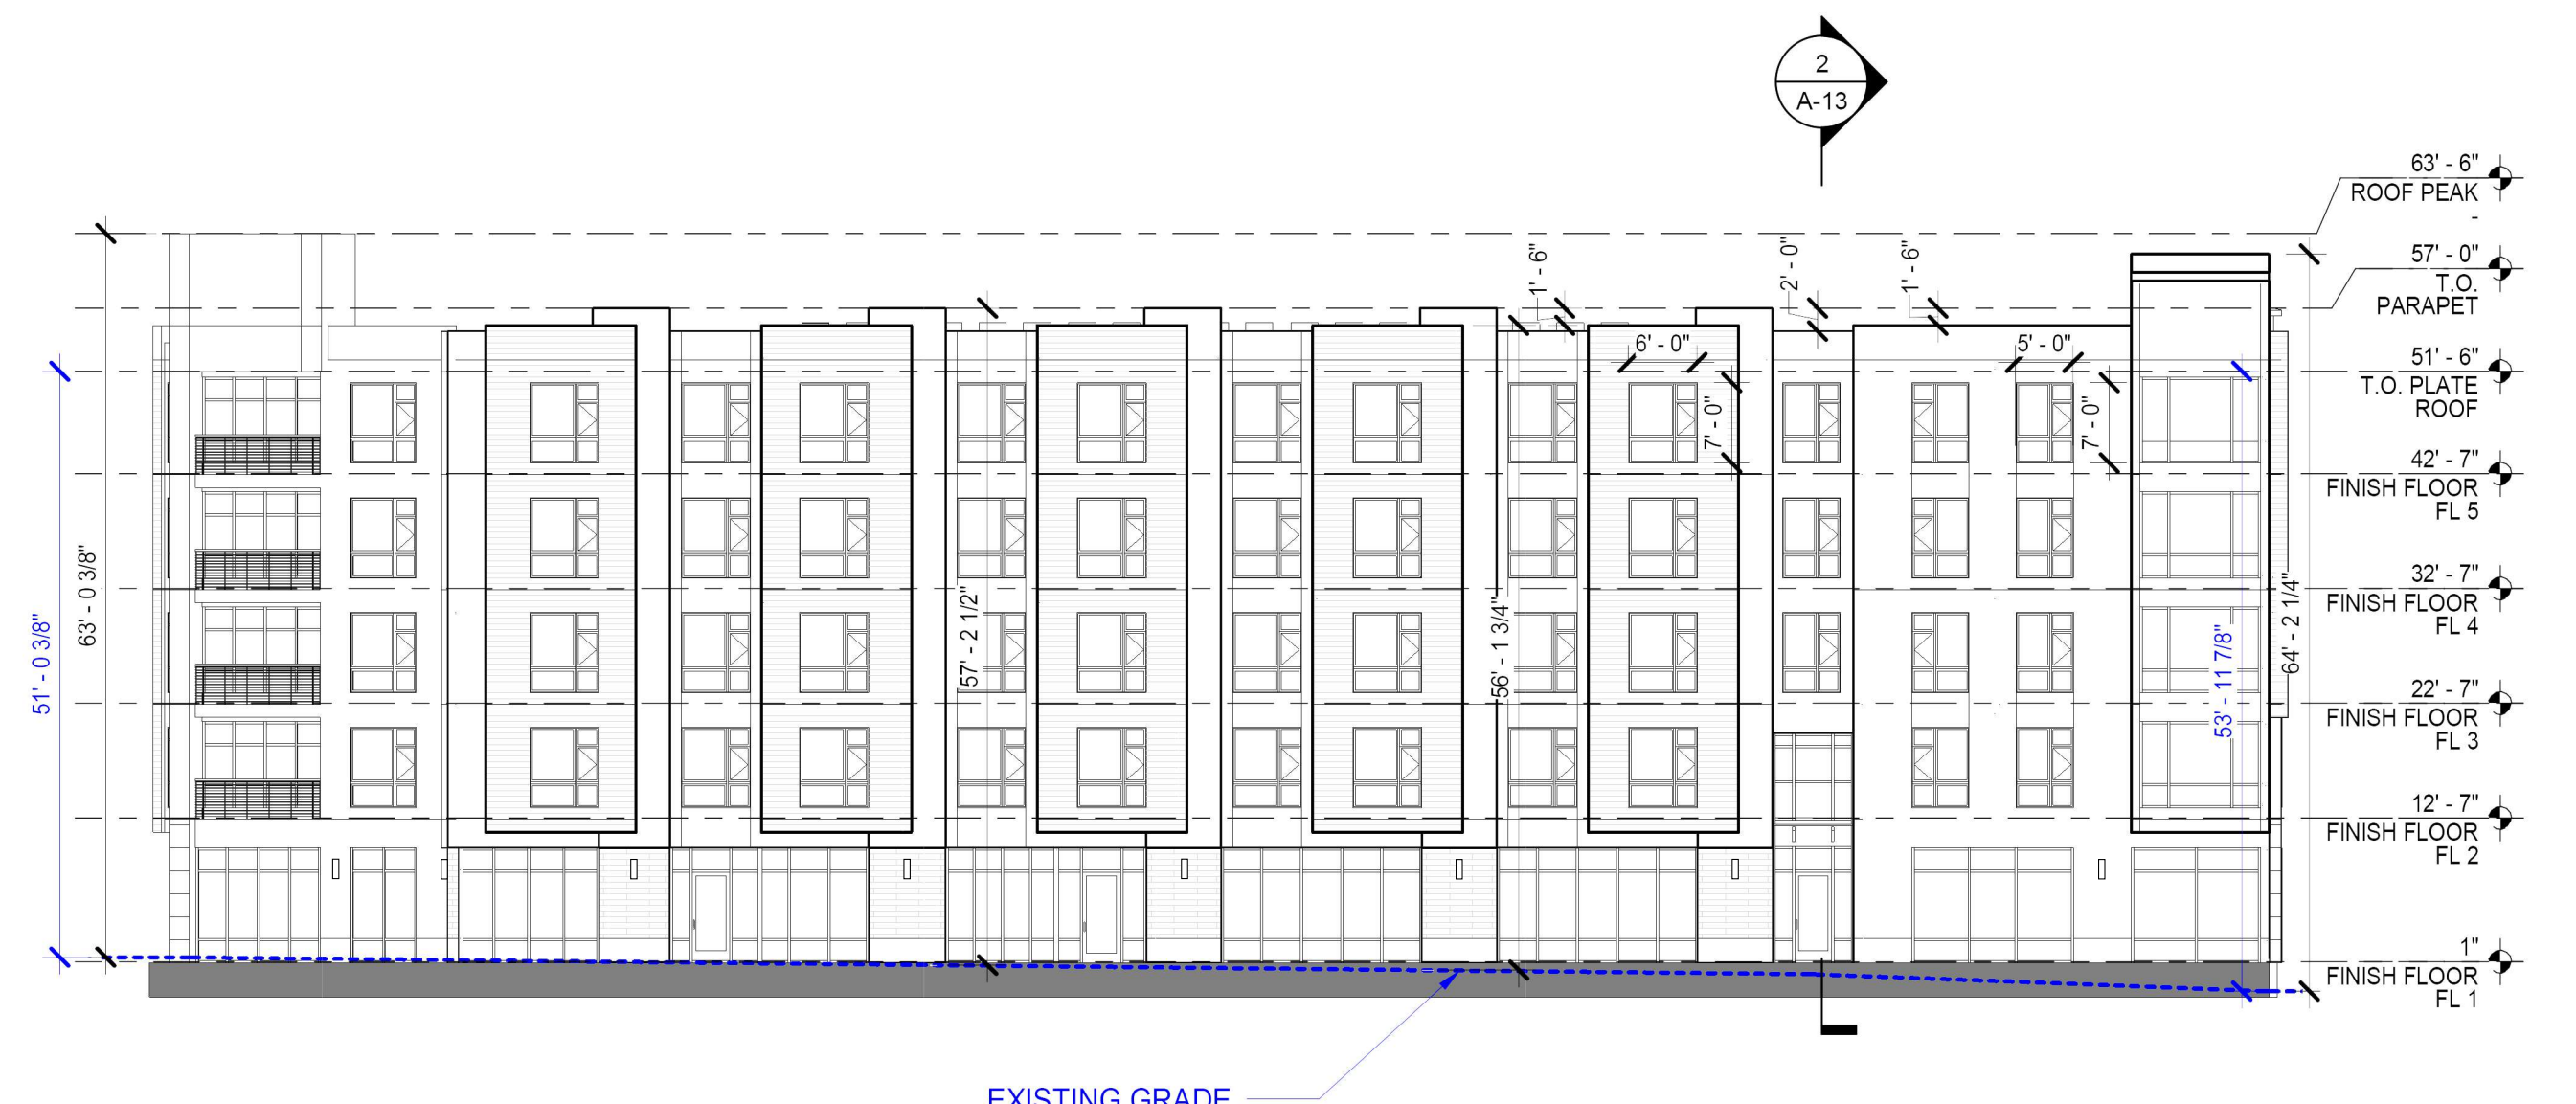 2
A-13
63' - 6"
ROOF PEAK
-
57' - 0"
T.O.
PARAPET
51' - 6"
T.O. PLATE
ROOF
42' - 7"
FINISH FLOOR
FL 5
32' - 7"
FINISH FLOOR
FL 4
22' - 7"
FINISH FLOOR
FL 3
12' - 7"
FINISH FLOOR
FL 2
1"
FINISH FLOOR
FL 1
51' - 0 3/8"
63' - 0 3/8"
57' - 2 1/2"
56' - 1 3/4"
1' - 6"
6' - 0"
7' - 0"
2' - 0"
1' - 6"
5' - 0"
7' - 0"
53' - 11 7/8"
64' - 2 1/4"
EXISTING GRADE